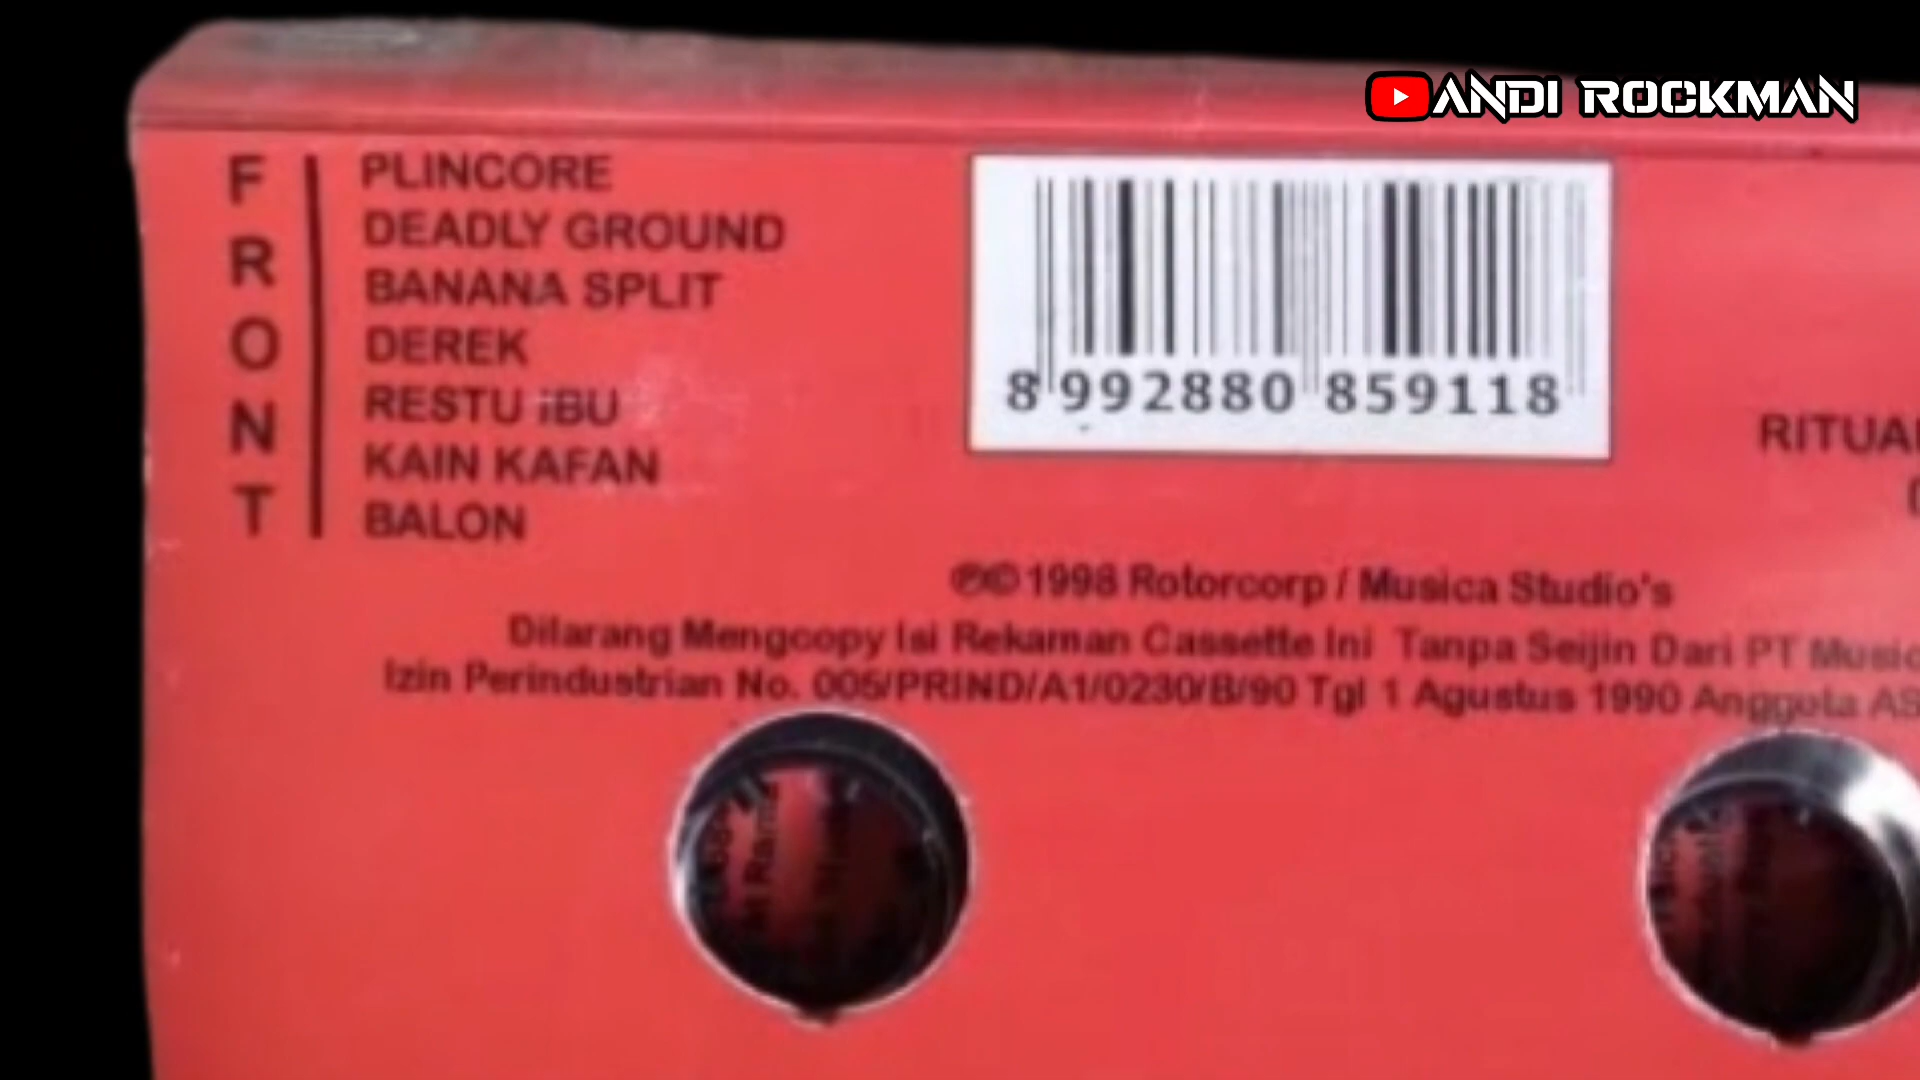 ANDI ROCKMAN
FRONT
PLINCORE
DEADLY GROUND
BANANA SPLIT
DEREK
RESTU IBU
KAIN KAFAN
BALON
8 992880 859118
℗© 1998 Rotorcorp / Musica Studio's
Dilarang Mengcopy Isi Rekaman Cassette Ini Tanpa Seijin Dari PT
Izin Perindustrian No. 005/PRIND/A1/0230/B/90 Tgl 1 Agustus 1990 Anggota